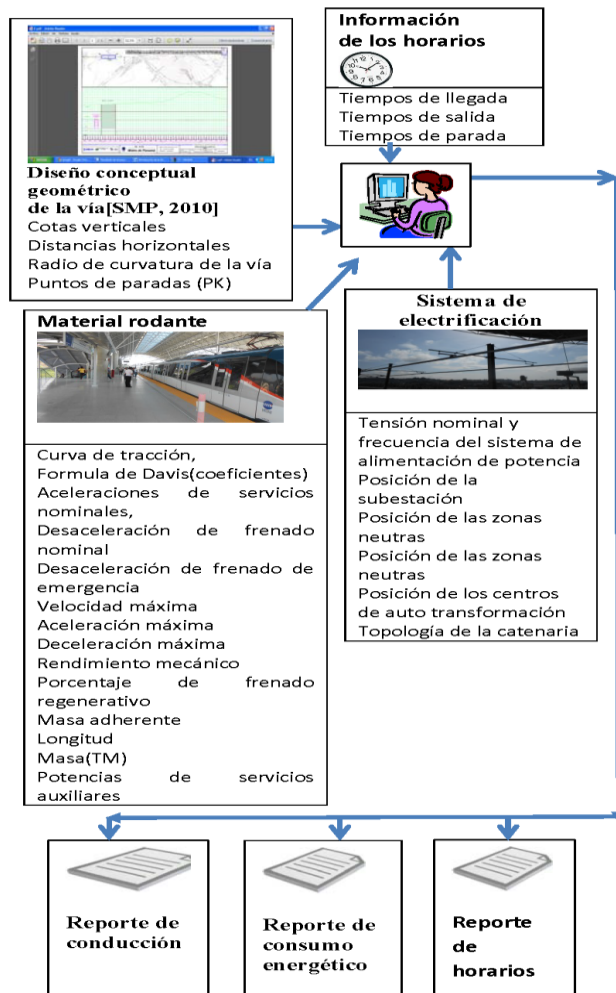 Diseño conceptual
geométrico
de la vía[SMP, 2010]
Cotas verticales
Distancias horizontales
Radio de curvatura de la vía
Puntos de paradas (PK)
Información
de los horarios
Tiempos de llegada
Tiempos de salida
Tiempos de parada
Material rodante
Curva de tracción,
Formula de Davis(coeficientes)
Aceleraciones de servicios
nominales,
Desaceleración de frenado
nominal
Desaceleración de frenado de
emergencia
Velocidad máxima
Aceleración máxima
Deceleración máxima
Rendimiento mecánico
Porcentaje de frenado
regenerativo
Masa adherente
Longitud
Masa(TM)
Potencias de servicios
auxiliares
Sistema de
electrificación
Tensión nominal y
frecuencia del sistema de
alimentación de potencia
Posición de la
subestación
Posición de las zonas
neutras
Posición de las zonas
neutras
Posición de los centros
de auto transformación
Topología de la catenaria
Reporte de
conducción
Reporte de
consumo
energético
Reporte
de
horarios